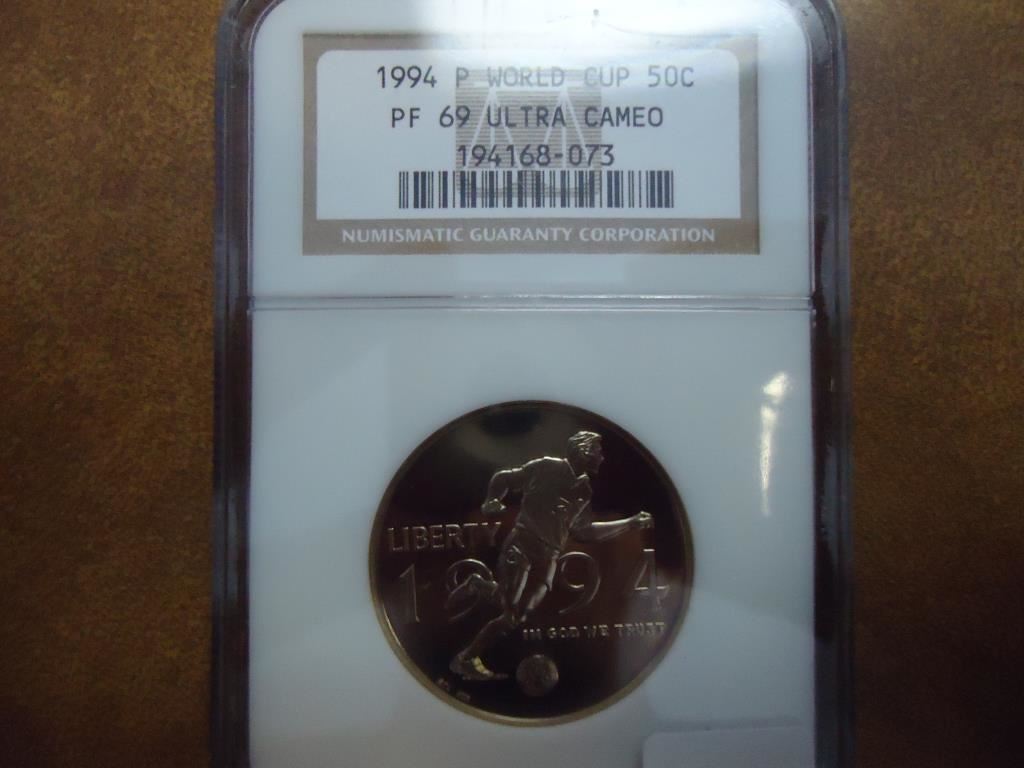 1994 P WORLD CUP 50C
PF 69 ULTRA CAMEO
194168-073
NUMISMATIC GUARANTY CORPORATION
LIBERTY
1994
IN GOD WE TRUST